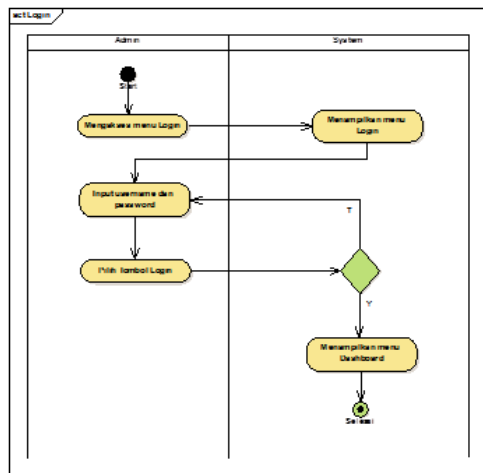 act Login
Admin
System
Start
Mengakses menu Login
Menampilkan menu
Login
Input username dan
password
T
Pilih Tombol Login
Y
Menampilkan menu
Dashboard
Selesai